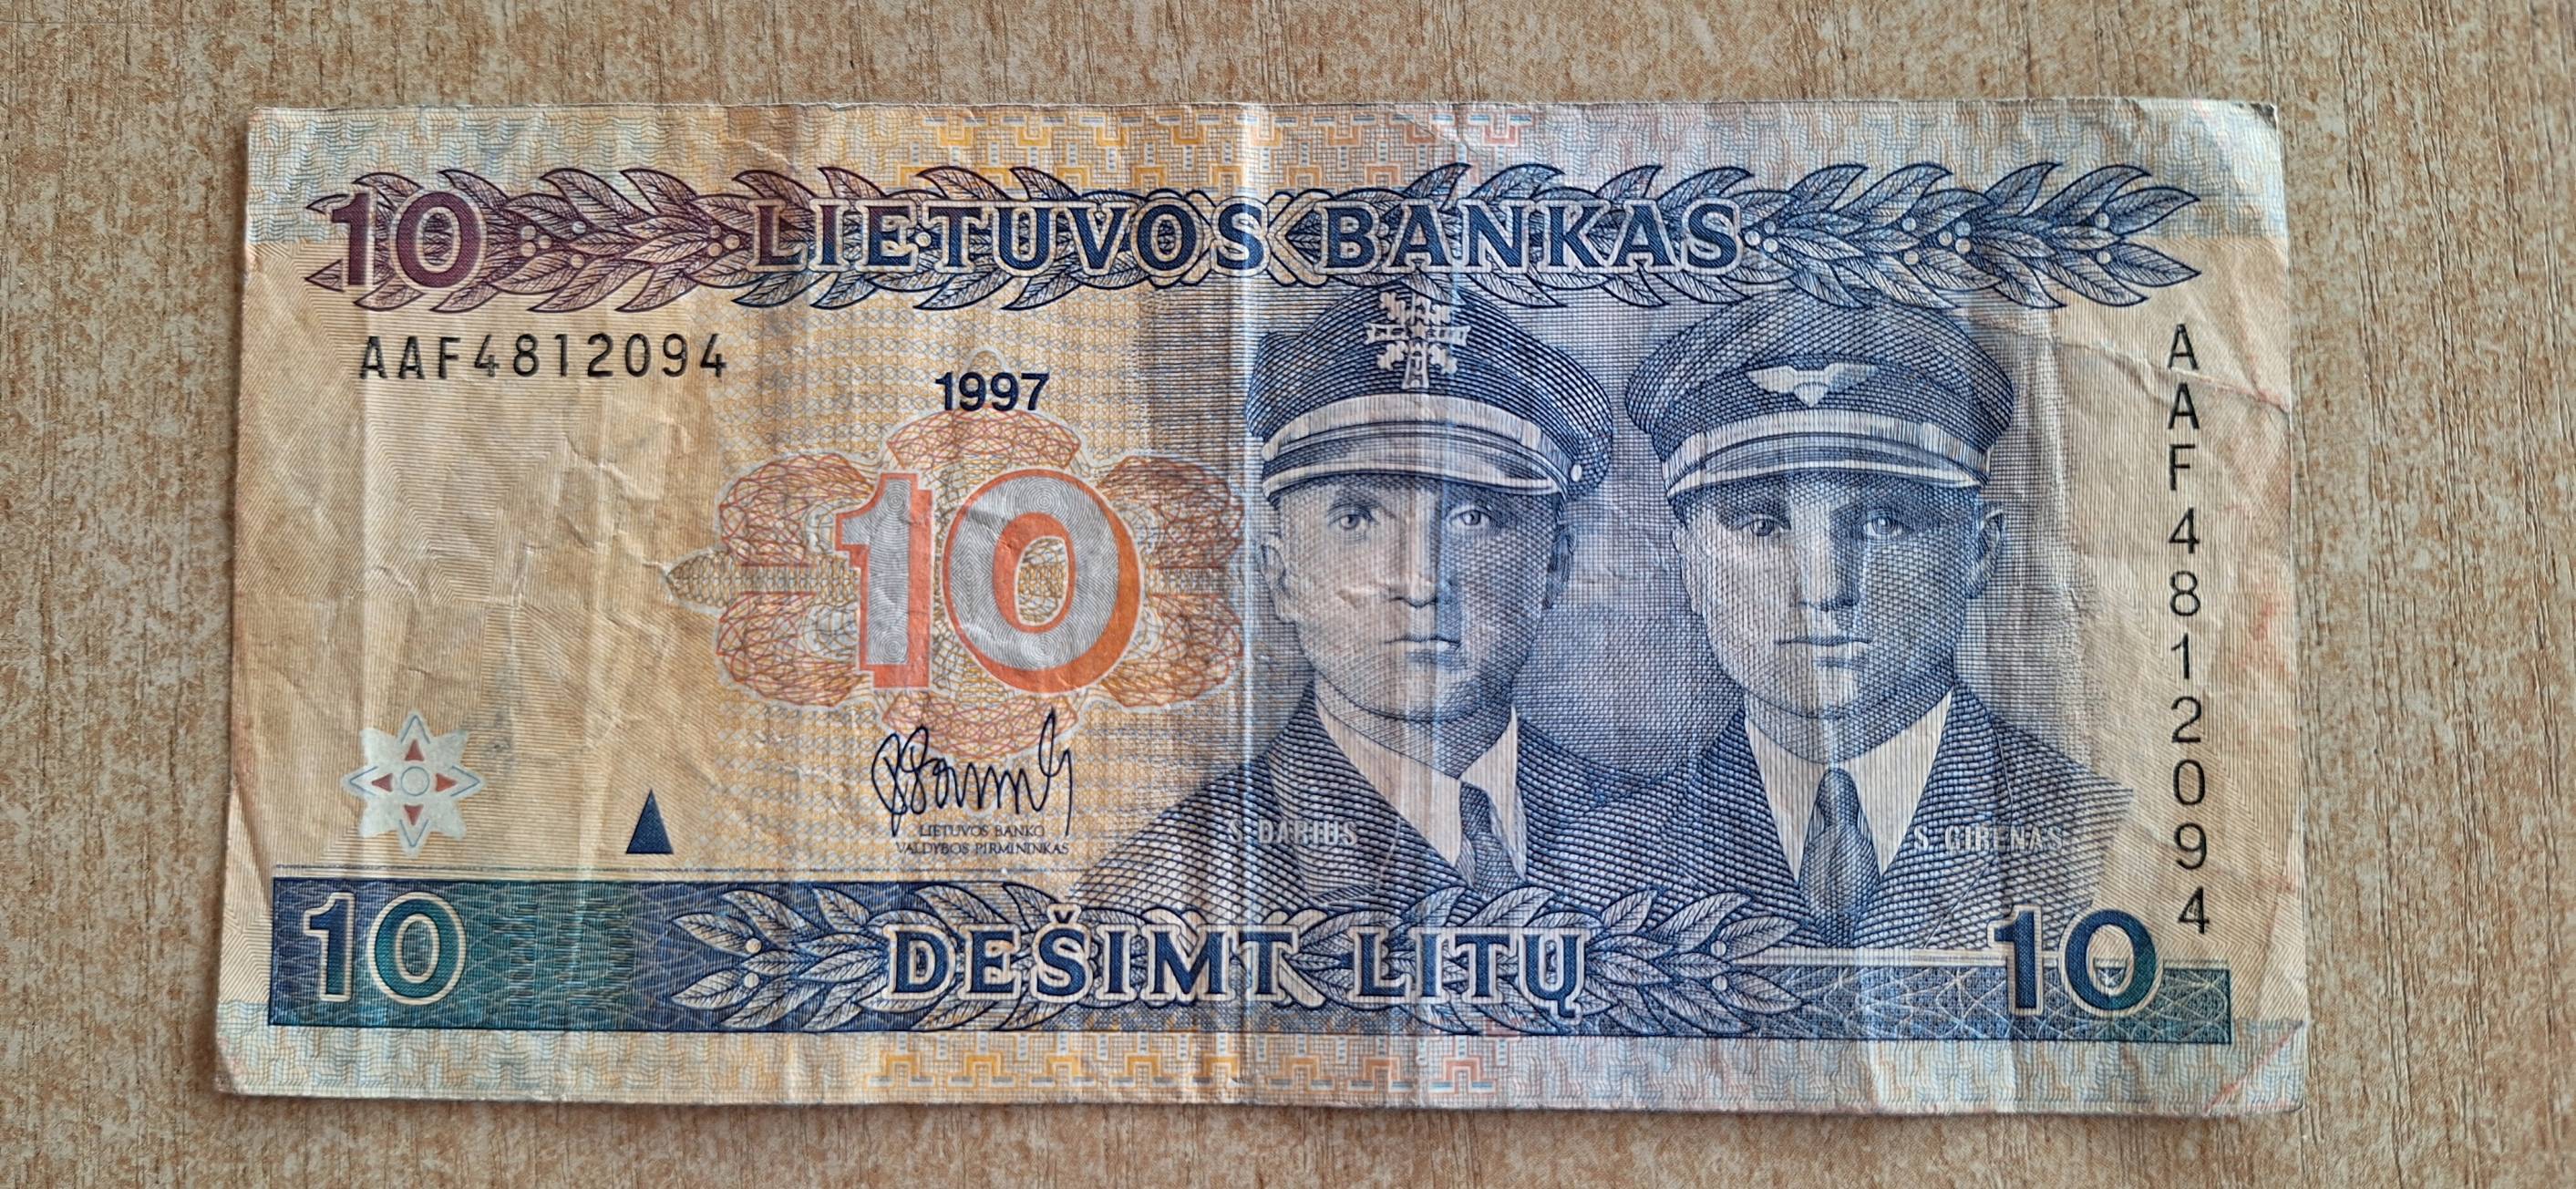 10 LIETUVOS BANKAS
AAF4812094
1997
10
LIETUVOS BANKO
VALDYBOS PIRMININKAS
S. DARIUS
S. GIRĖNAS
AAF4812094
10 DEŠIMT LITŲ 10